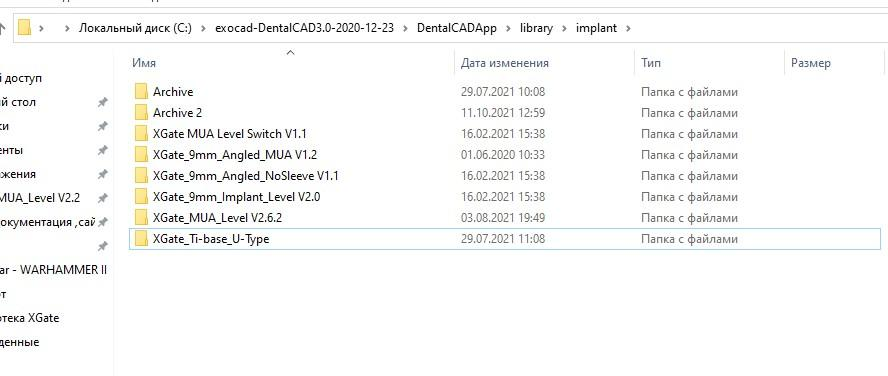 Локальный диск (C:) › exocad-DentalCAD3.0-2020-12-23 › DentalCADApp › library › implant ›
Имя Дата изменения Тип Размер
й доступ
Archive 29.07.2021 10:08 Папка с файлами
ий стол
Archive 2 11.10.2021 12:59 Папка с файлами
ки
XGate MUA Level Switch V1.1 16.02.2021 15:38 Папка с файлами
енты
XGate_9mm_Angled_MUA V1.2 01.06.2020 10:33 Папка с файлами
жения
XGate_9mm_Angled_NoSleeve V1.1 16.02.2021 15:38 Папка с файлами
MUA_Level V2.2
XGate_9mm_Implant_Level V2.0 16.02.2021 15:38 Папка с файлами
окументация ,сай
XGate_MUA_Level V2.6.2 03.08.2021 19:49 Папка с файлами
XGate_Ti-base_U-Type 29.07.2021 11:08 Папка с файлами
ar - WARHAMMER II
от
отека XGate
денные